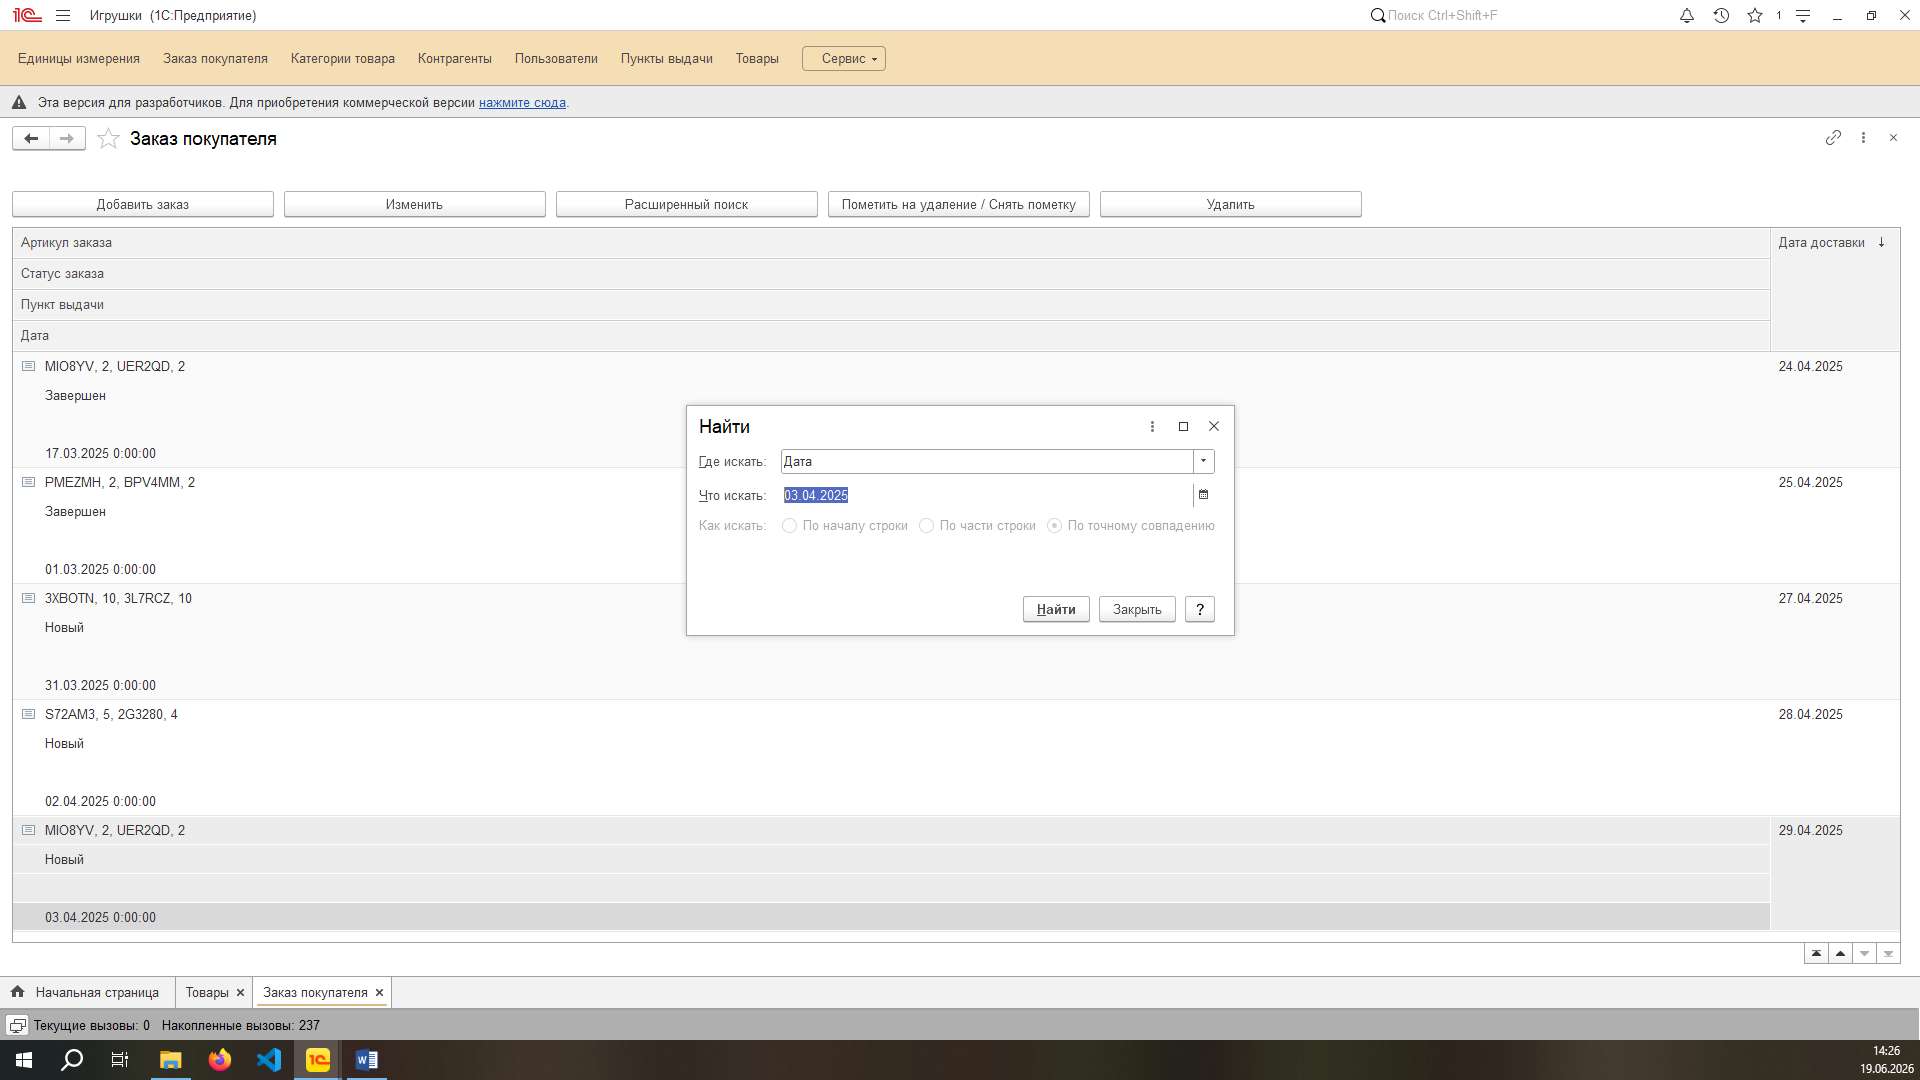 1С Игрушки (1С:Предприятие) Поиск Ctrl+Shift+F 1
Единицы измерения Заказ покупателя Категории товара Контрагенты Пользователи Пункты выдачи Товары Сервис
Эта версия для разработчиков. Для приобретения коммерческой версии нажмите сюда.
Заказ покупателя
Добавить заказ Изменить Расширенный поиск Пометить на удаление / Снять пометку Удалить
Артикул заказа Дата доставки ↓
Статус заказа
Пункт выдачи
Дата
MIO8YV, 2, UER2QD, 2 24.04.2025
Завершен
17.03.2025 0:00:00
PMEZMH, 2, BPV4MM, 2 25.04.2025
Завершен
01.03.2025 0:00:00
3XBOTN, 10, 3L7RCZ, 10 27.04.2025
Новый
31.03.2025 0:00:00
S72AM3, 5, 2G3280, 4 28.04.2025
Новый
02.04.2025 0:00:00
MIO8YV, 2, UER2QD, 2 29.04.2025
Новый
03.04.2025 0:00:00
Найти
Где искать: Дата
Что искать: 03.04.2025
Как искать: По началу строки По части строки По точному совпадению
Найти Закрыть ?
Начальная страница Товары Заказ покупателя
Текущие вызовы: 0 Накопленные вызовы: 237
1С W
14:26
19.06.2026